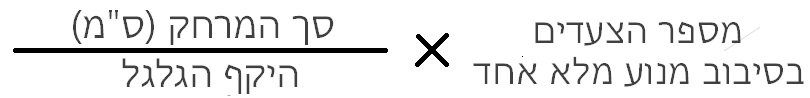 סך המרחק (ס"מ)
היקף הגלגל
×
מספר הצעדים
בסיבוב מנוע מלא אחד